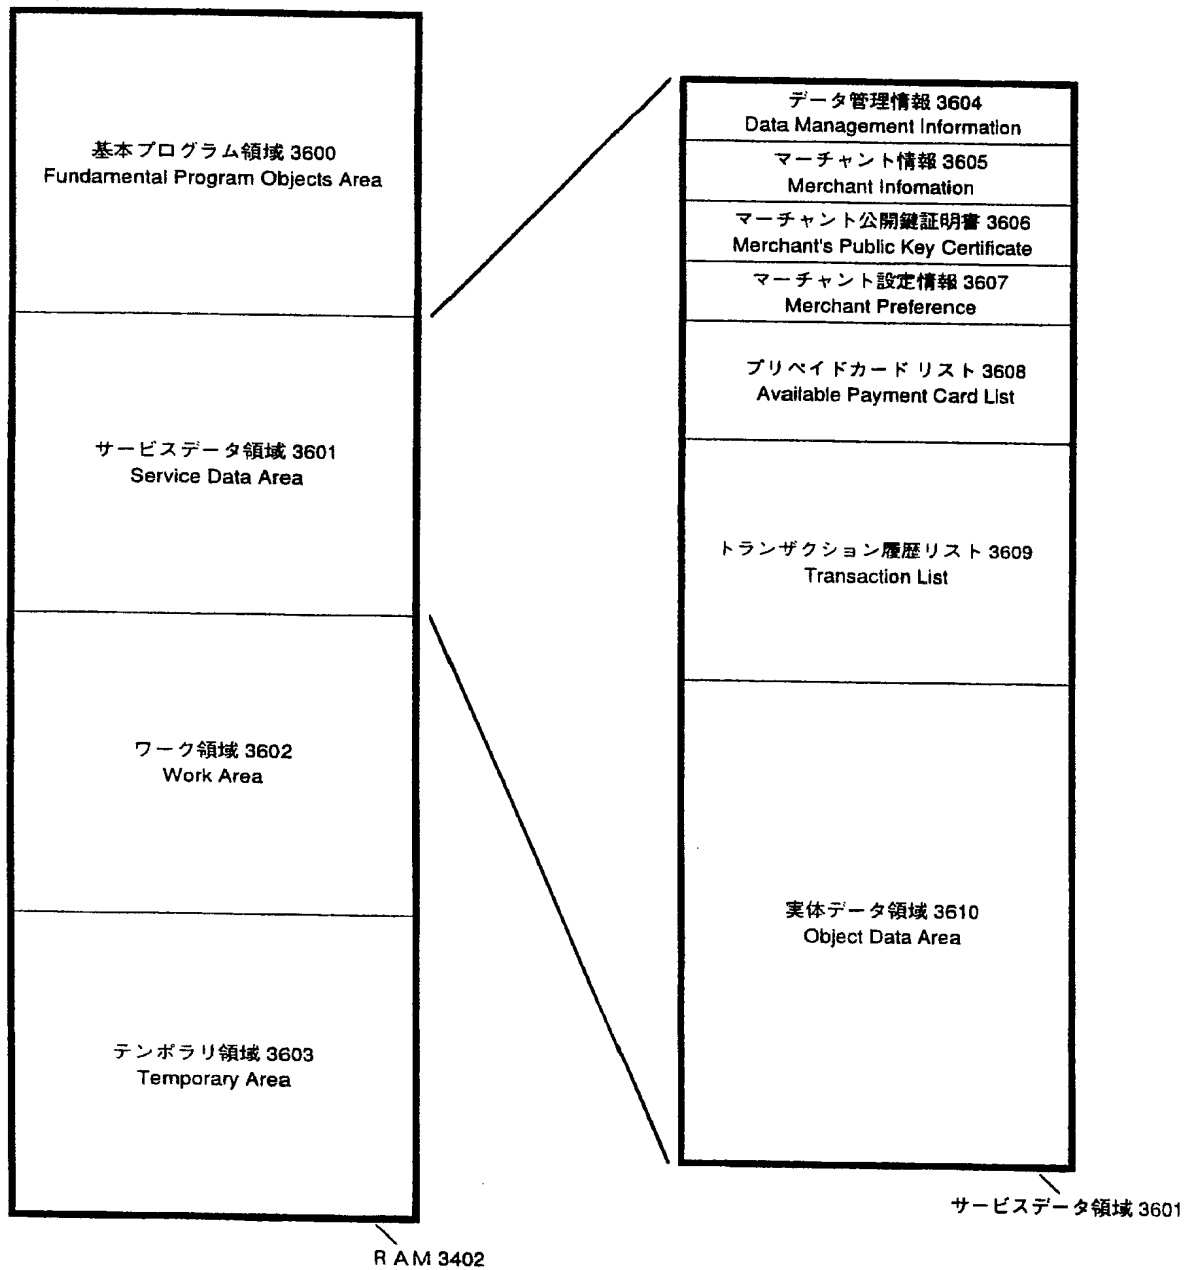 基本プログラム領域 3600
Fundamental Program Objects Area
サービスデータ領域 3601
Service Data Area
ワーク領域 3602
Work Area
テンポラリ領域 3603
Temporary Area
RAM 3402
データ管理情報 3604
Data Management Information
マーチャント情報 3605
Merchant Infomation
マーチャント公開鍵証明書 3606
Merchant's Public Key Certificate
マーチャント設定情報 3607
Merchant Preference
プリペイドカード リスト 3608
Available Payment Card List
トランザクション履歴リスト 3609
Transaction List
実体データ領域 3610
Object Data Area
サービスデータ領域 3601